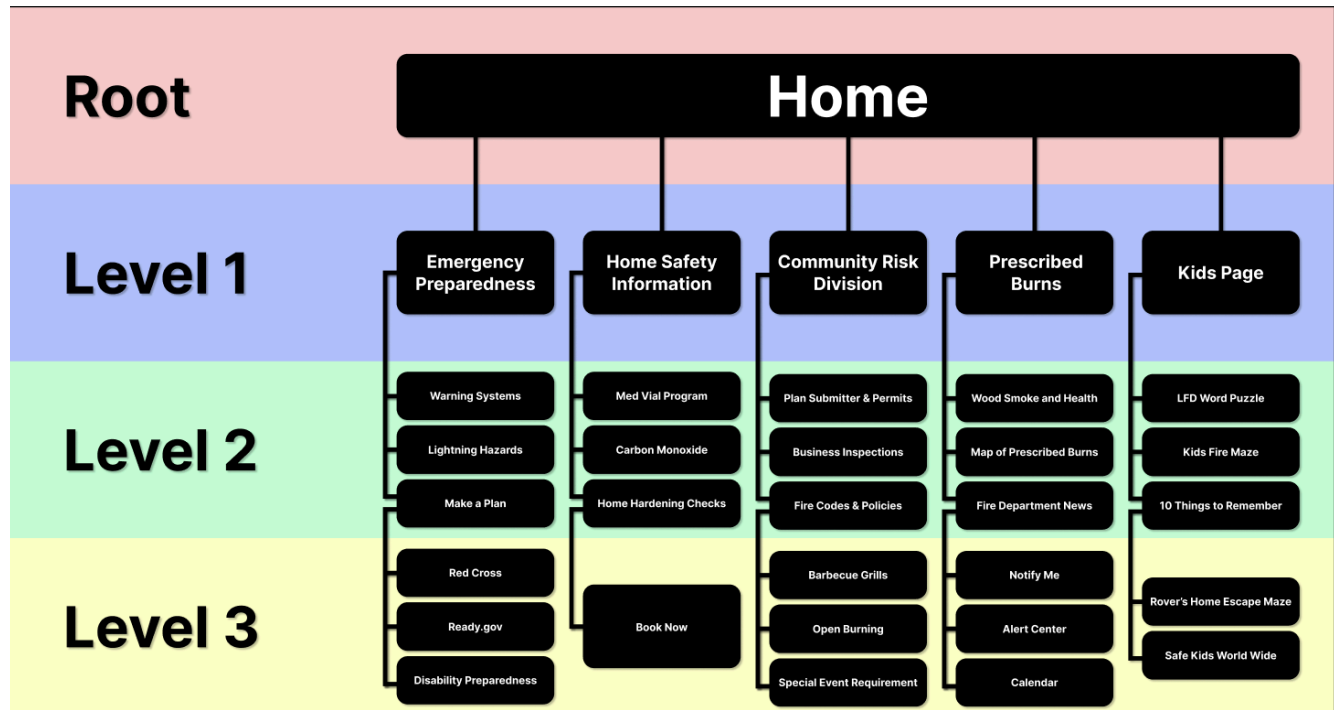 Root
Home
Level 1
Emergency
Preparedness
Home Safety
Information
Community Risk
Division
Prescribed
Burns
Kids Page
Level 2
Warning Systems
Med Vial Program
Plan Submitter & Permits
Wood Smoke and Health
LFD Word Puzzle
Lightning Hazards
Carbon Monoxide
Business Inspections
Map of Prescribed Burns
Kids Fire Maze
Make a Plan
Home Hardening Checks
Fire Codes & Policies
Fire Department News
10 Things to Remember
Level 3
Red Cross
Book Now
Barbecue Grills
Notify Me
Rover's Home Escape Maze
Ready.gov
Open Burning
Alert Center
Safe Kids World Wide
Disability Preparedness
Special Event Requirement
Calendar